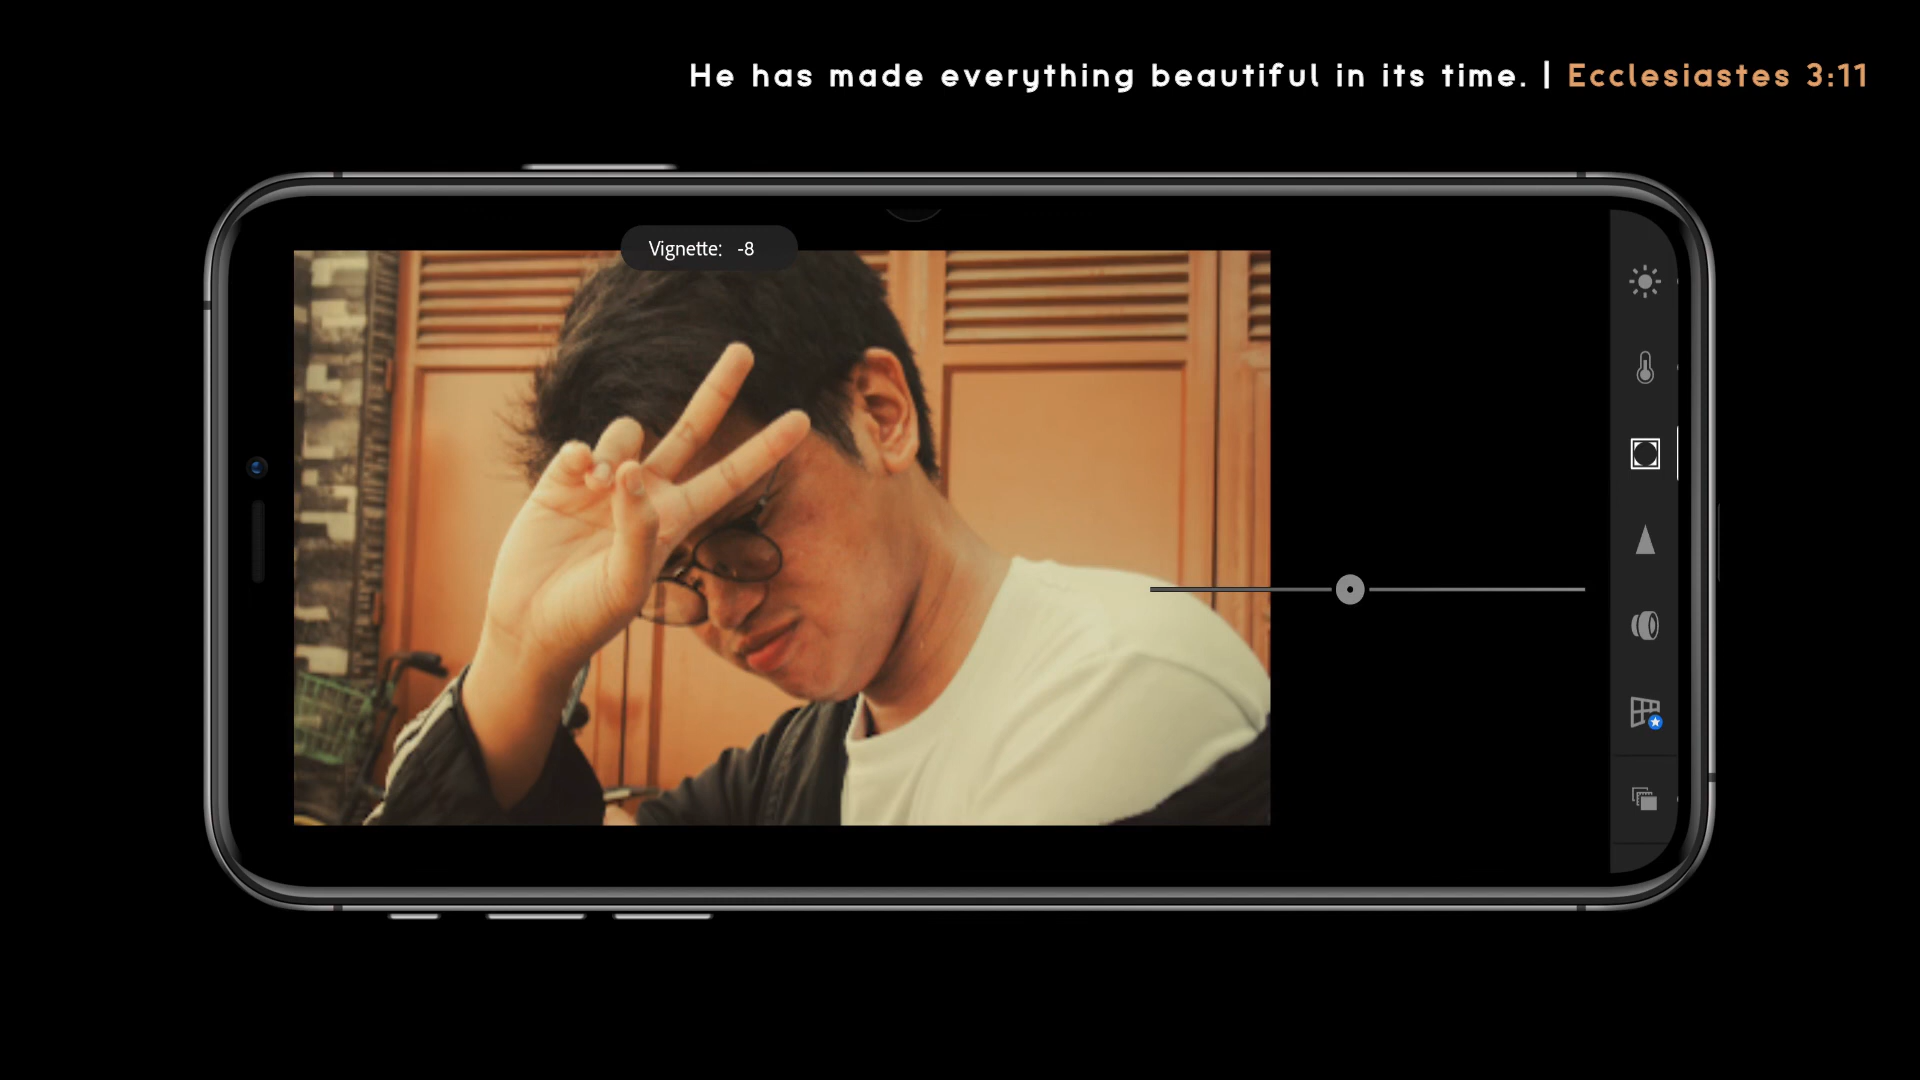 He has made everything beautiful in its time. | Ecclesiastes 3:11
Vignette: -8